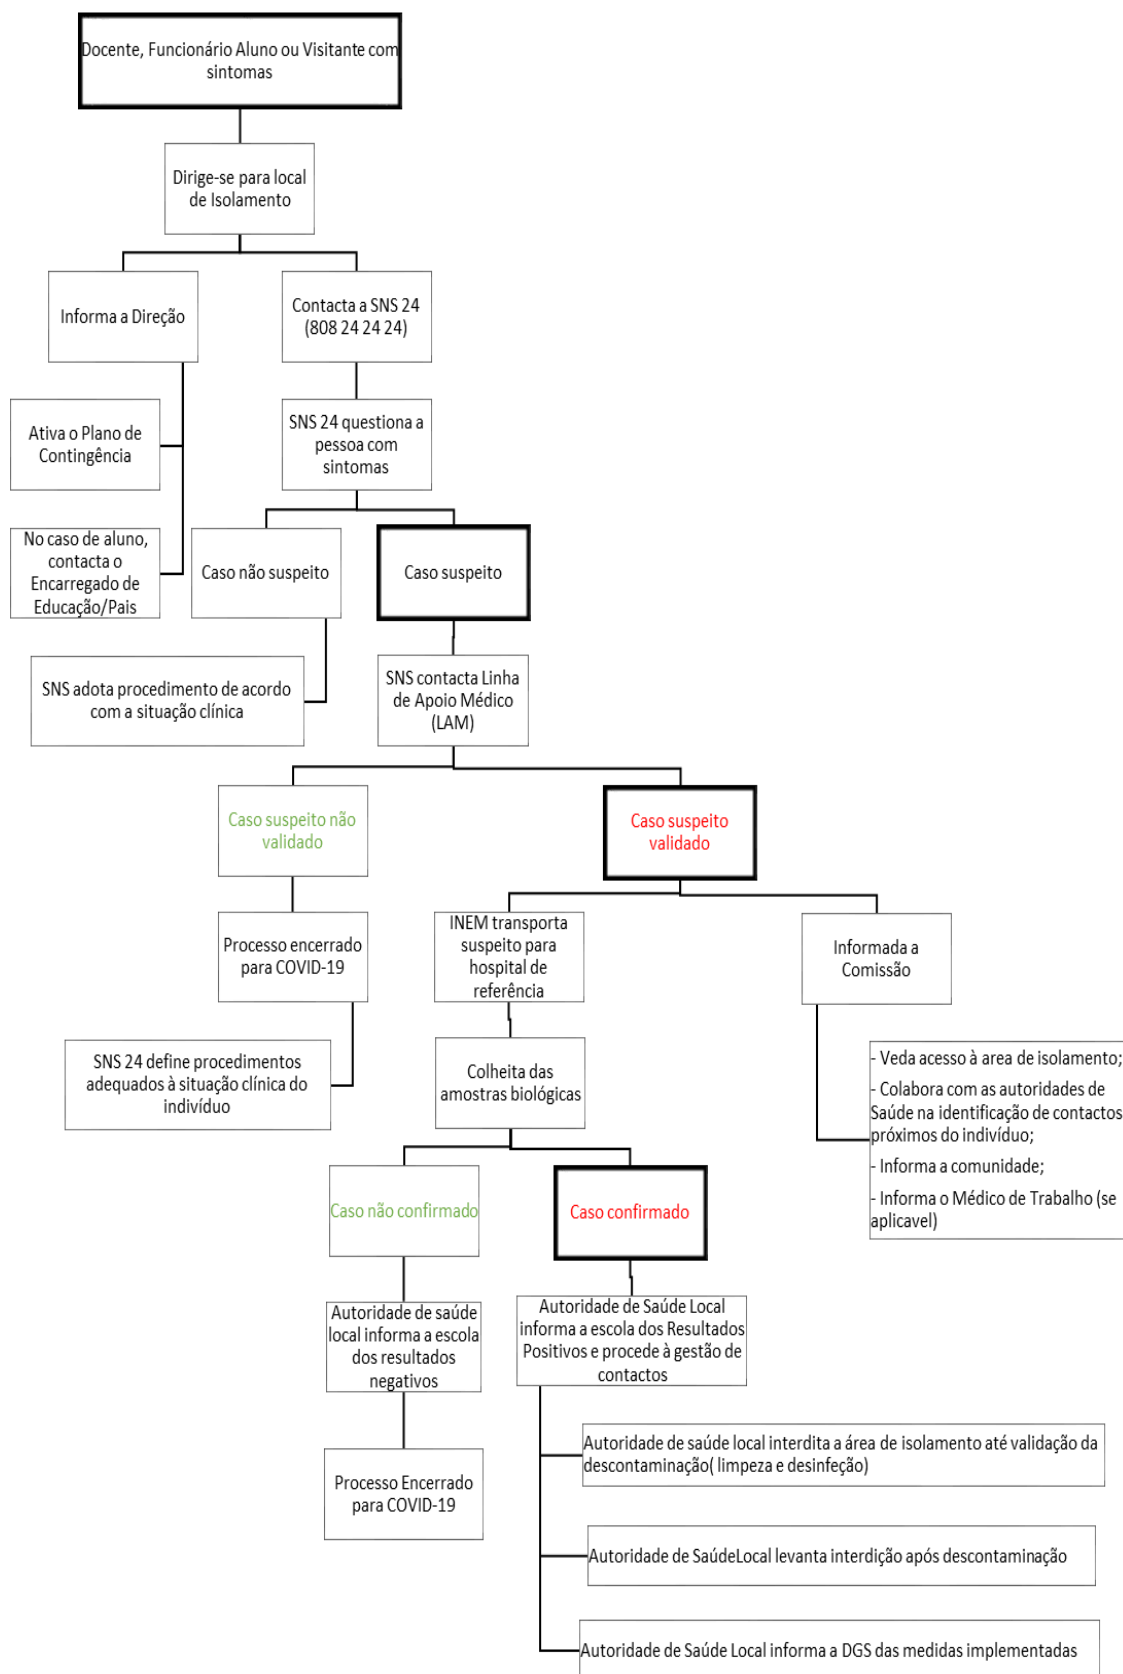 Docente, Funcionário Aluno ou Visitante com
sintomas
Dirige-se para local
de Isolamento
Informa a Direção
Contacta a SNS 24
(808 24 24 24)
Ativa o Plano de
Contingência
SNS 24 questiona a
pessoa com
sintomas
No caso de aluno,
contacta o
Encarregado de
Educação/Pais
Caso não suspeito
Caso suspeito
SNS adota procedimento de acordo
com a situação clínica
SNS contacta Linha
de Apoio Médico
(LAM)
Caso suspeito não
validado
Caso suspeito
validado
Processo encerrado
para COVID-19
INEM transporta
suspeito para
hospital de
referência
Informada a
Comissão
SNS 24 define procedimentos
adequados à situação clínica do
indivíduo
Colheita das
amostras biológicas
- Veda acesso à area de isolamento;
- Colabora com as autoridades de
Saúde na identificação de contactos
próximos do indivíduo;
- Informa a comunidade;
- Informa o Médico de Trabalho (se
aplicavel)
Caso não confirmado
Caso confirmado
Autoridade de saúde
local informa a escola
dos resultados
negativos
Autoridade de Saúde Local
informa a escola dos Resultados
Positivos e procede à gestão de
contactos
Processo Encerrado
para COVID-19
Autoridade de saúde local interdita a área de isolamento até validação da
descontaminação( limpeza e desinfeção)
Autoridade de SaúdeLocal levanta interdição após descontaminação
Autoridade de Saúde Local informa a DGS das medidas implementadas